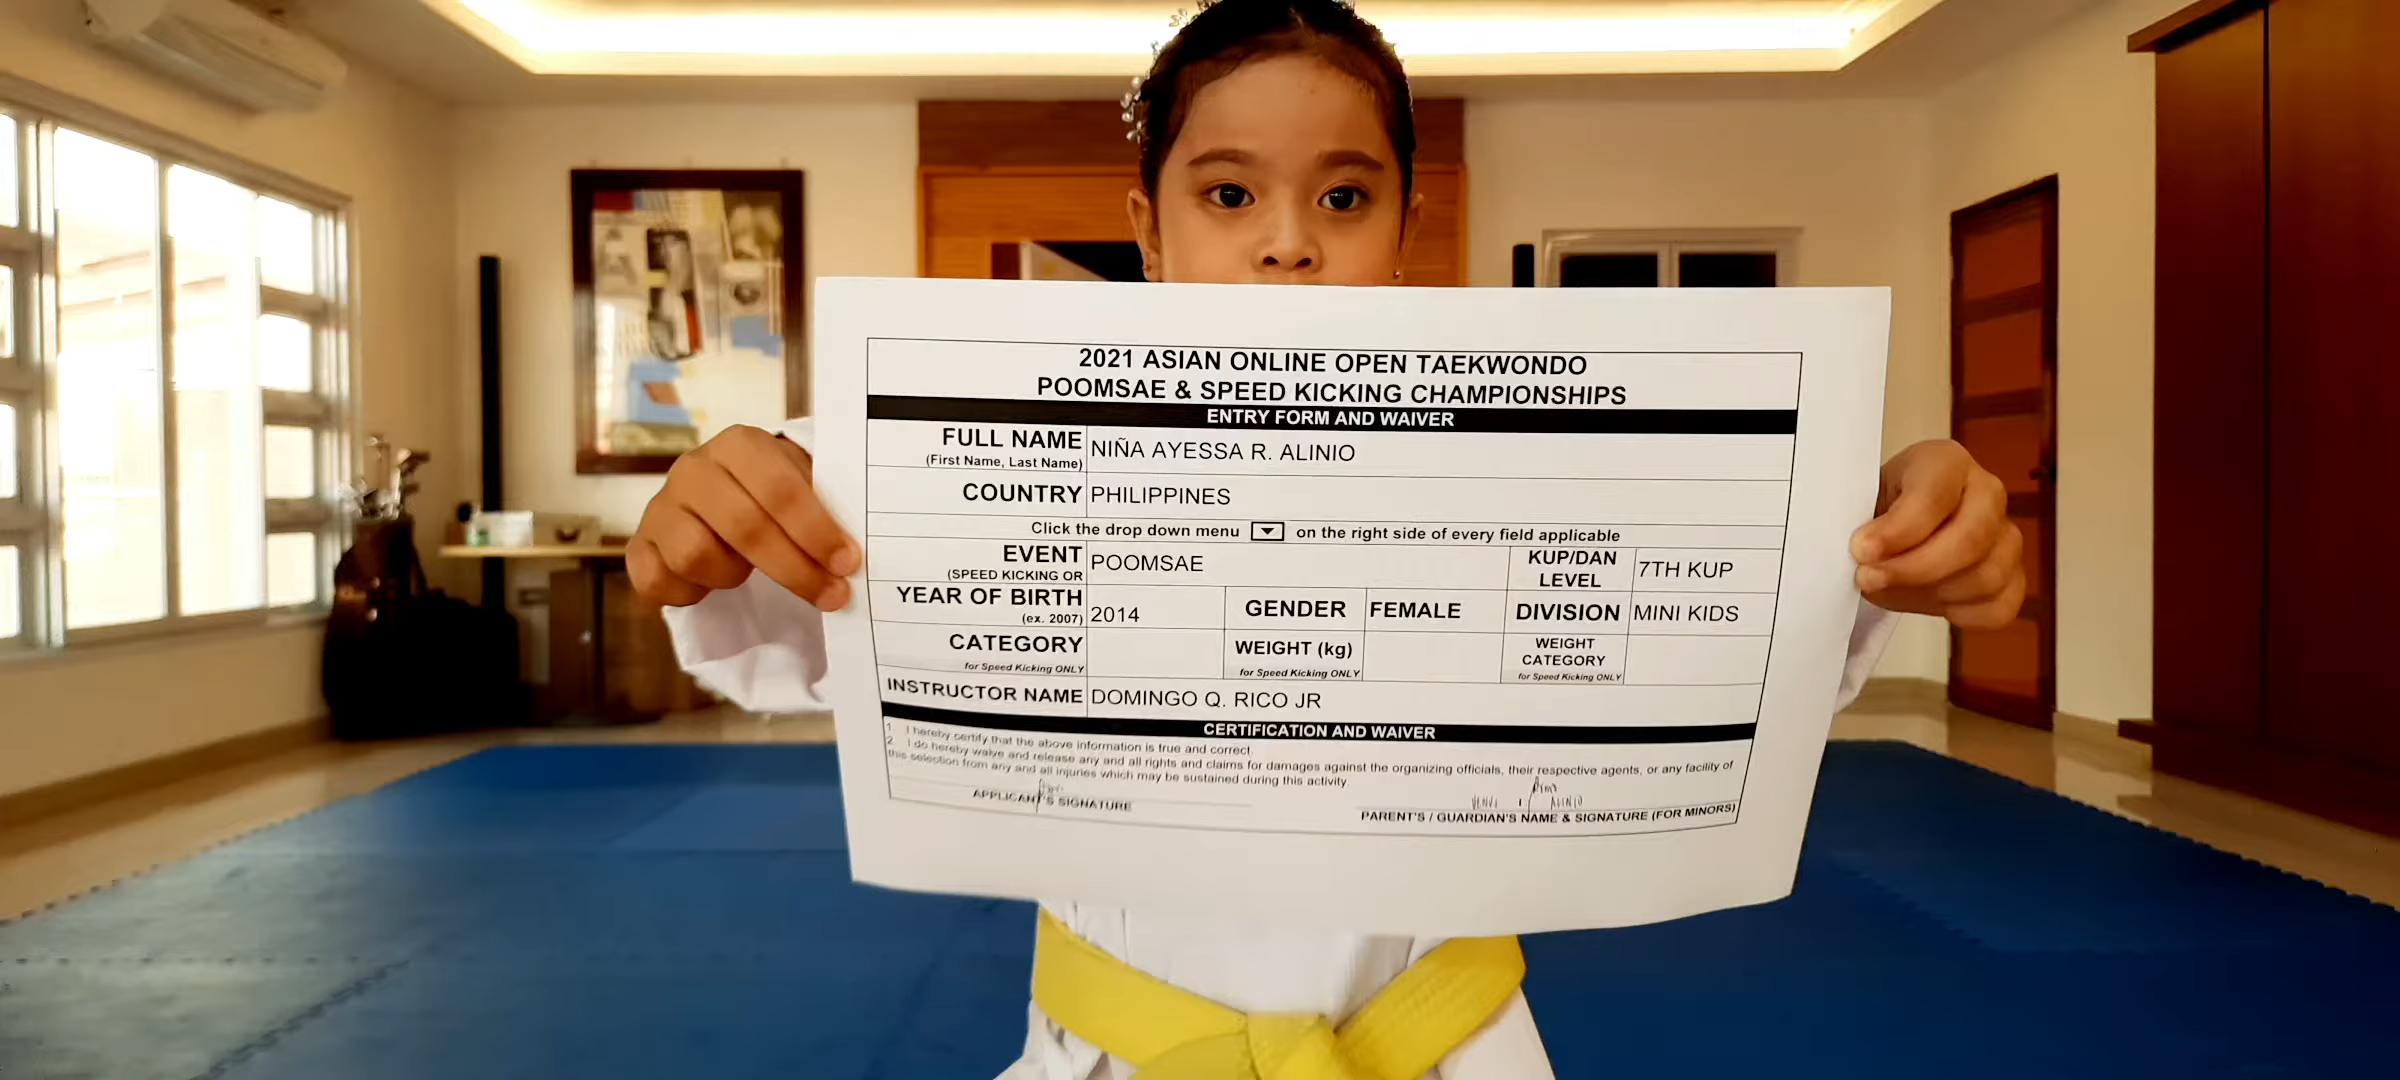 2021 ASIAN ONLINE OPEN TAEKWONDO
POOMSAE & SPEED KICKING CHAMPIONSHIPS
ENTRY FORM AND WAIVER
FULL NAME NIÑA AYESSA R. ALINIO
(First Name, Last Name)
COUNTRY PHILIPPINES
Click the drop down menu on the right side of every field applicable
EVENT POOMSAE KUP/DAN LEVEL 7TH KUP
(SPEED KICKING OR
YEAR OF BIRTH 2014 GENDER FEMALE DIVISION MINI KIDS
(ex. 2007)
CATEGORY WEIGHT (kg) WEIGHT CATEGORY
for Speed Kicking ONLY for Speed Kicking ONLY for Speed Kicking ONLY
INSTRUCTOR NAME DOMINGO Q. RICO JR
CERTIFICATION AND WAIVER
1 I hereby certify that the above information is true and correct.
2 I do hereby waive and release any and all rights and claims for damages against the organizing officials, their respective agents, or any facility of
this selection from any and all injuries which may be sustained during this activity.
ALINIO
APPLICANT'S SIGNATURE PARENT'S / GUARDIAN'S NAME & SIGNATURE (FOR MINORS)